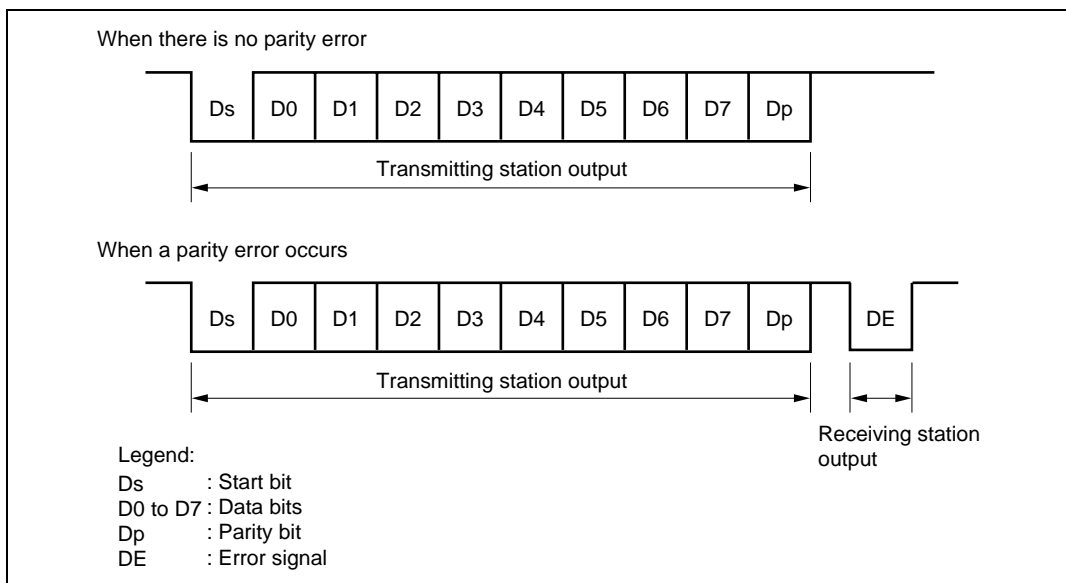 When there is no parity error
Ds D0 D1 D2 D3 D4 D5 D6 D7 Dp
Transmitting station output
When a parity error occurs
Ds D0 D1 D2 D3 D4 D5 D6 D7 Dp DE
Transmitting station output
Receiving station
output
Legend:
Ds : Start bit
D0 to D7 : Data bits
Dp : Parity bit
DE : Error signal